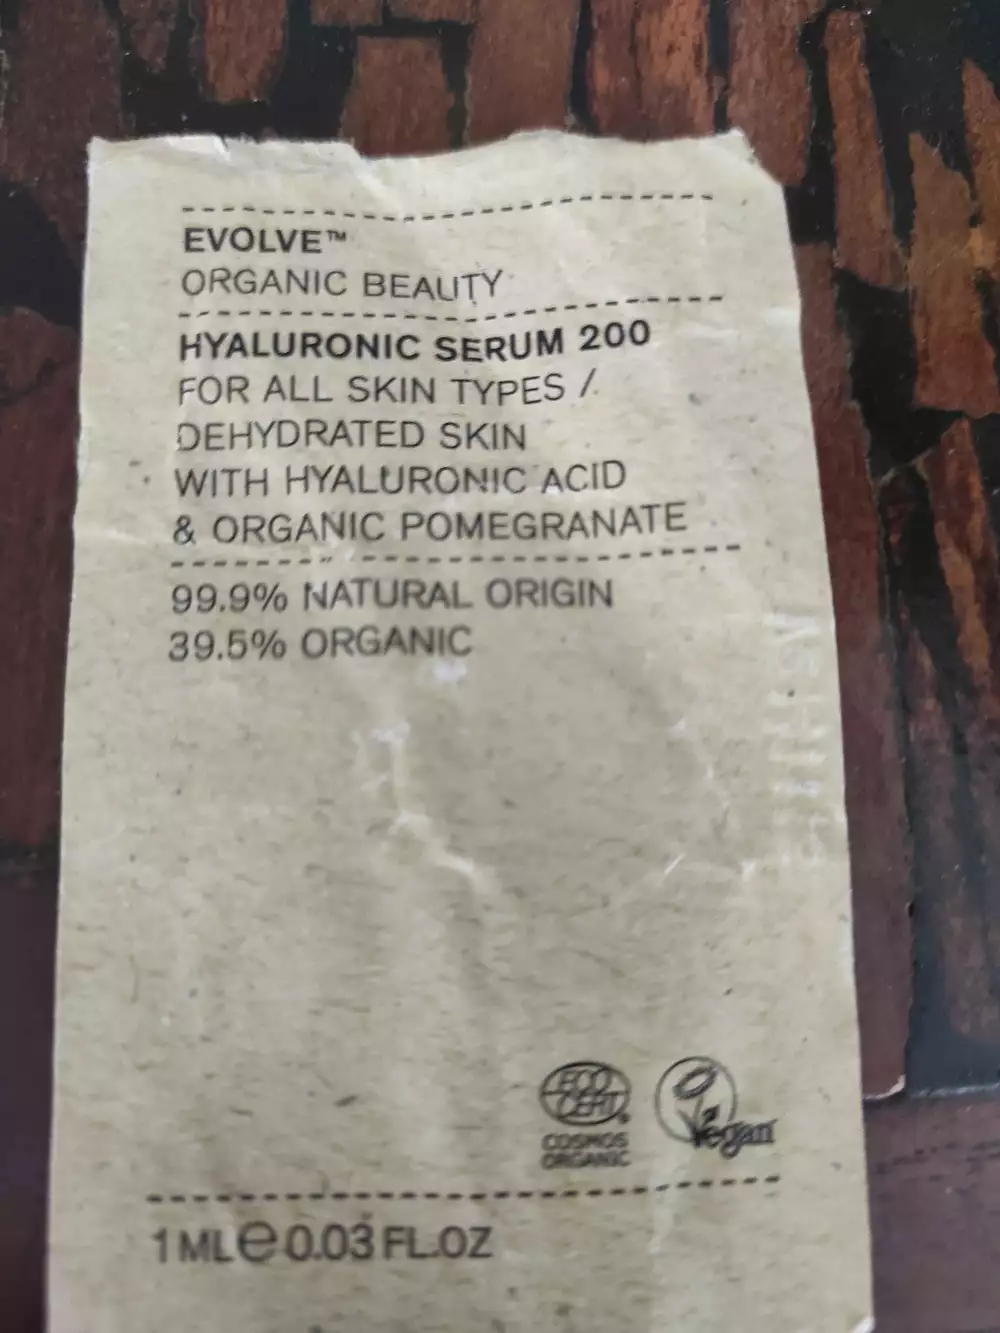 EVOLVE™
ORGANIC BEAUTY
HYALURONIC SERUM 200
FOR ALL SKIN TYPES /
DEHYDRATED SKIN
WITH HYALURONIC ACID
& ORGANIC POMEGRANATE
99.9% NATURAL ORIGIN
39.5% ORGANIC
ECO
CERT
COSMOS
ORGANIC
Vegan
1 ML e 0.03 FL.OZ